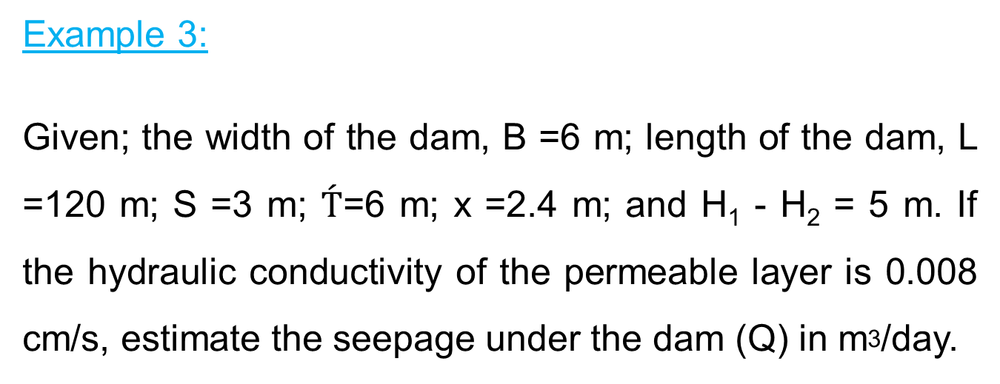 Example 3:
Given; the width of the dam, B =6 m; length of the dam, L
=120 m; S =3 m; T́=6 m; x =2.4 m; and H₁ - H₂ = 5 m. If
the hydraulic conductivity of the permeable layer is 0.008
cm/s, estimate the seepage under the dam (Q) in m3/day.